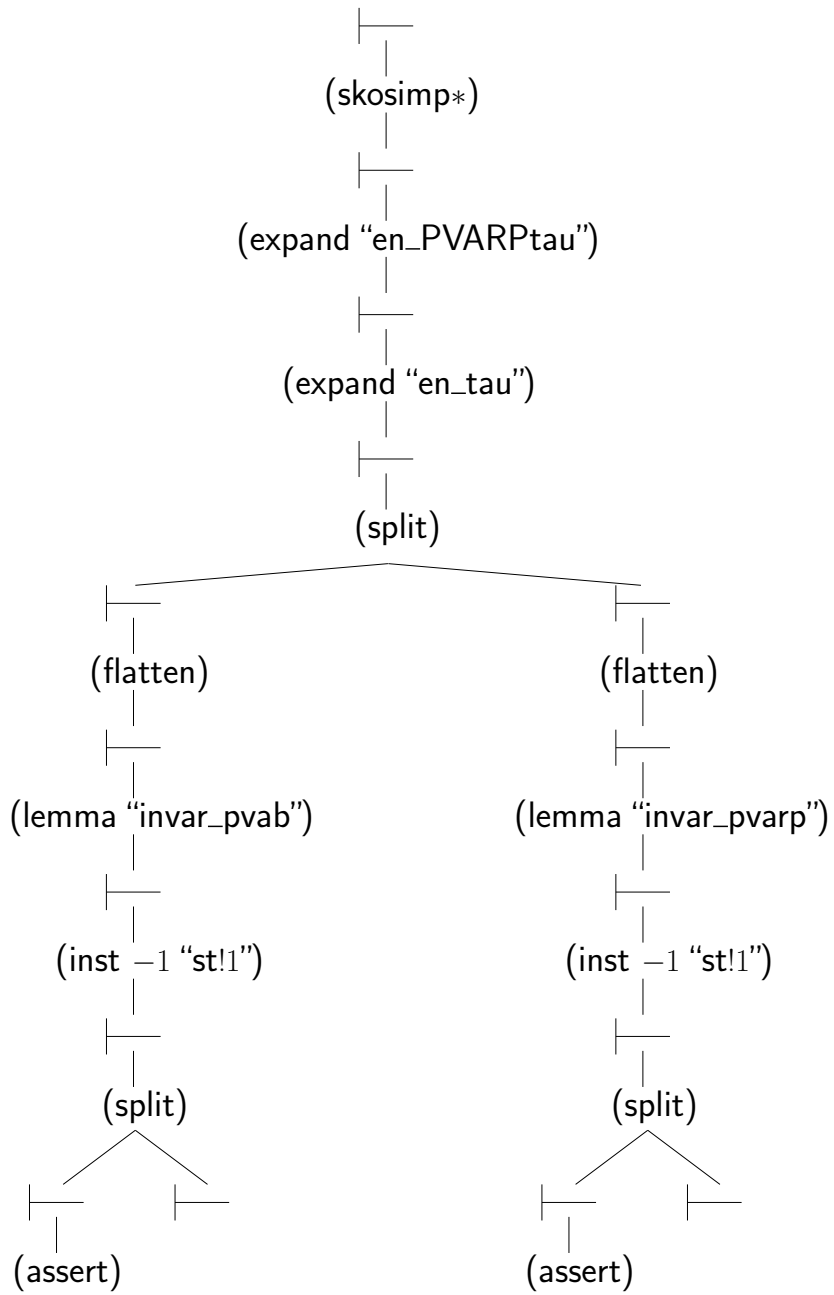 (skosimp∗)
(expand “en_PVARPtau”)
(expand “en_tau”)
(split)
(flatten) (flatten)
(lemma “invar_pvab”) (lemma “invar_pvarp”)
(inst −1 “st!1”) (inst −1 “st!1”)
(split) (split)
(assert) (assert)